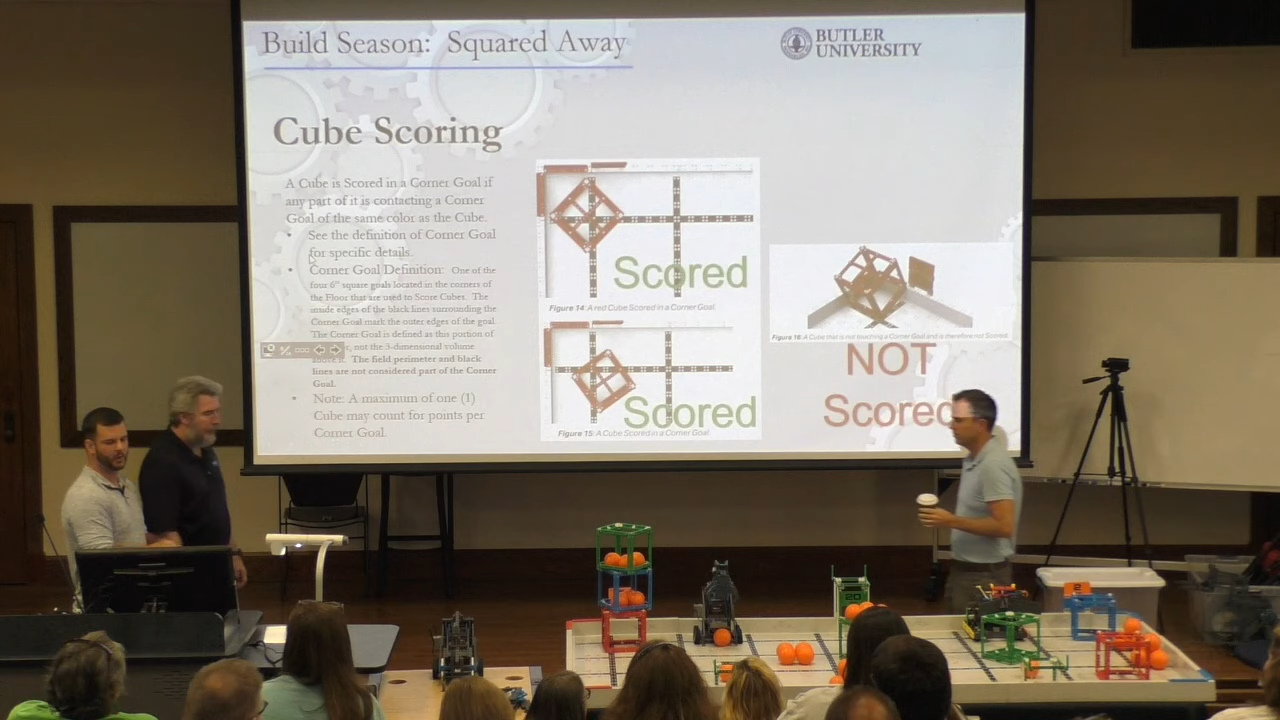 Build Season: Squared Away
BUTLER
UNIVERSITY
Cube Scoring
A Cube is Scored in a Corner Goal if
any part of it is contacting a Corner
Goal of the same color as the Cube.
• See the definition of Corner Goal
for specific details.
• Corner Goal Definition: One of the
four 6" square goals located in the corners of
the Floor that are used to Score Cubes. The
inside edges of the black lines surrounding the
Corner Goal mark the outer edges of the goal.
The Corner Goal is defined as this portion of
not the 3-dimensional volume
above it. The field perimeter and black
lines are not considered part of the Corner
Goal.
• Note: A maximum of one (1)
Cube may count for points per
Corner Goal.
Scored
Figure 14: A red Cube Scored in a Corner Goal.
Scored
Figure 15: A Cube Scored in a Corner Goal.
Figure 16: A Cube that is not touching a Corner Goal and is therefore not Scored.
NOT
Scored
20
2